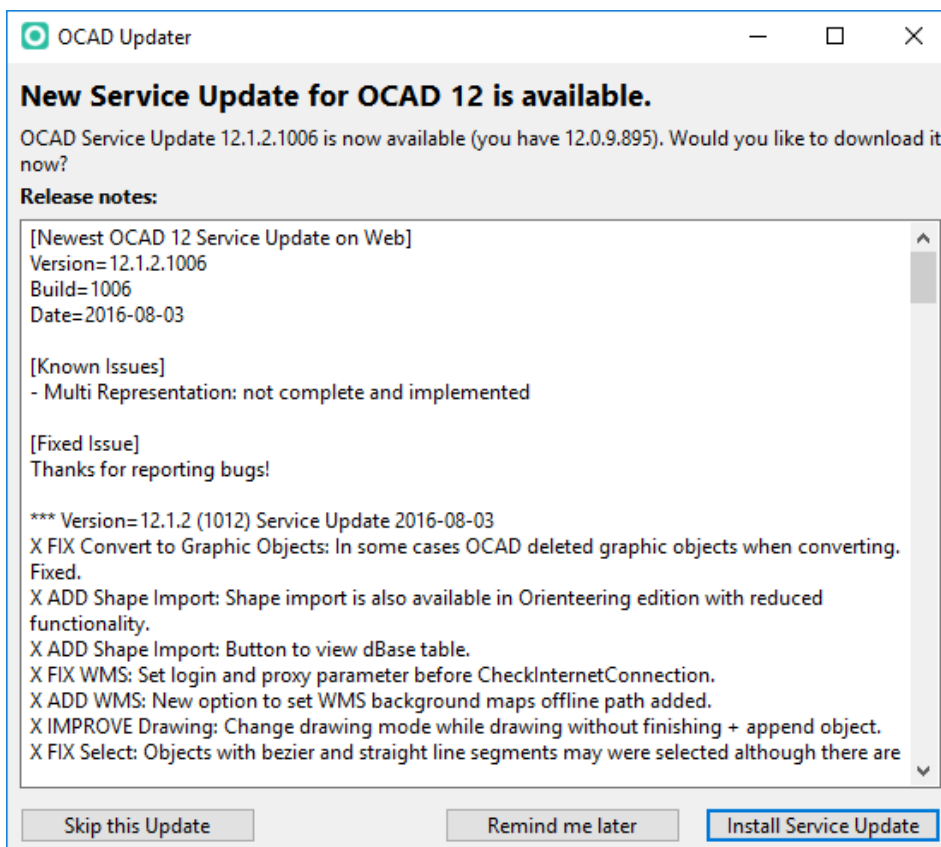 OCAD Updater
New Service Update for OCAD 12 is available.
OCAD Service Update 12.1.2.1006 is now available (you have 12.0.9.895). Would you like to download it
now?
Release notes:
[Newest OCAD 12 Service Update on Web]
Version=12.1.2.1006
Build=1006
Date=2016-08-03
[Known Issues]
- Multi Representation: not complete and implemented
[Fixed Issue]
Thanks for reporting bugs!
*** Version=12.1.2 (1012) Service Update 2016-08-03
X FIX Convert to Graphic Objects: In some cases OCAD deleted graphic objects when converting.
Fixed.
X ADD Shape Import: Shape import is also available in Orienteering edition with reduced
functionality.
X ADD Shape Import: Button to view dBase table.
X FIX WMS: Set login and proxy parameter before CheckInternetConnection.
X ADD WMS: New option to set WMS background maps offline path added.
X IMPROVE Drawing: Change drawing mode while drawing without finishing + append object.
X FIX Select: Objects with bezier and straight line segments may were selected although there are
Skip this Update
Remind me later
Install Service Update